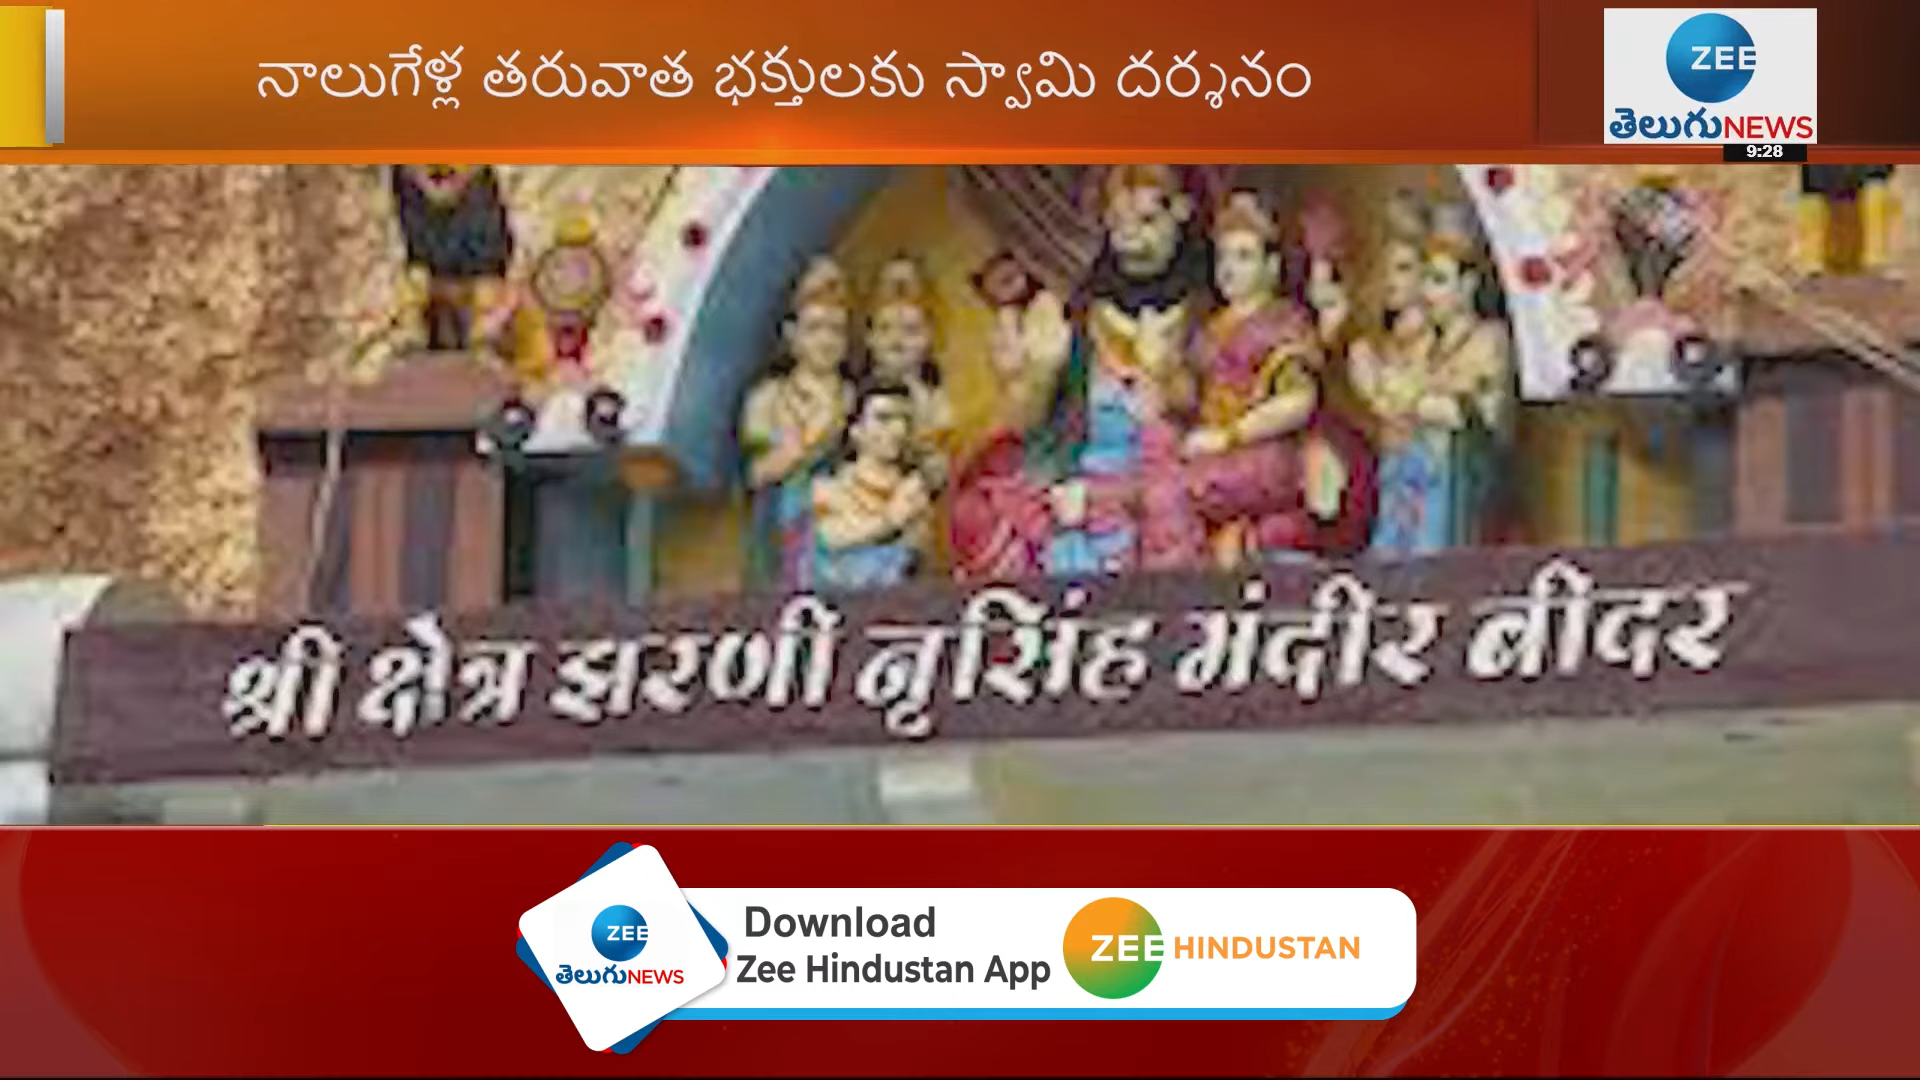 నాలుగేళ్ల తరువాత భక్తులకు స్వామి దర్శనం
ZEE
తెలుగు NEWS
9:28
श्री क्षेत्र झरणी नृसिंह मंदीर बीदर
ZEE
తెలుగు NEWS
Download
Zee Hindustan App
ZEE HINDUSTAN